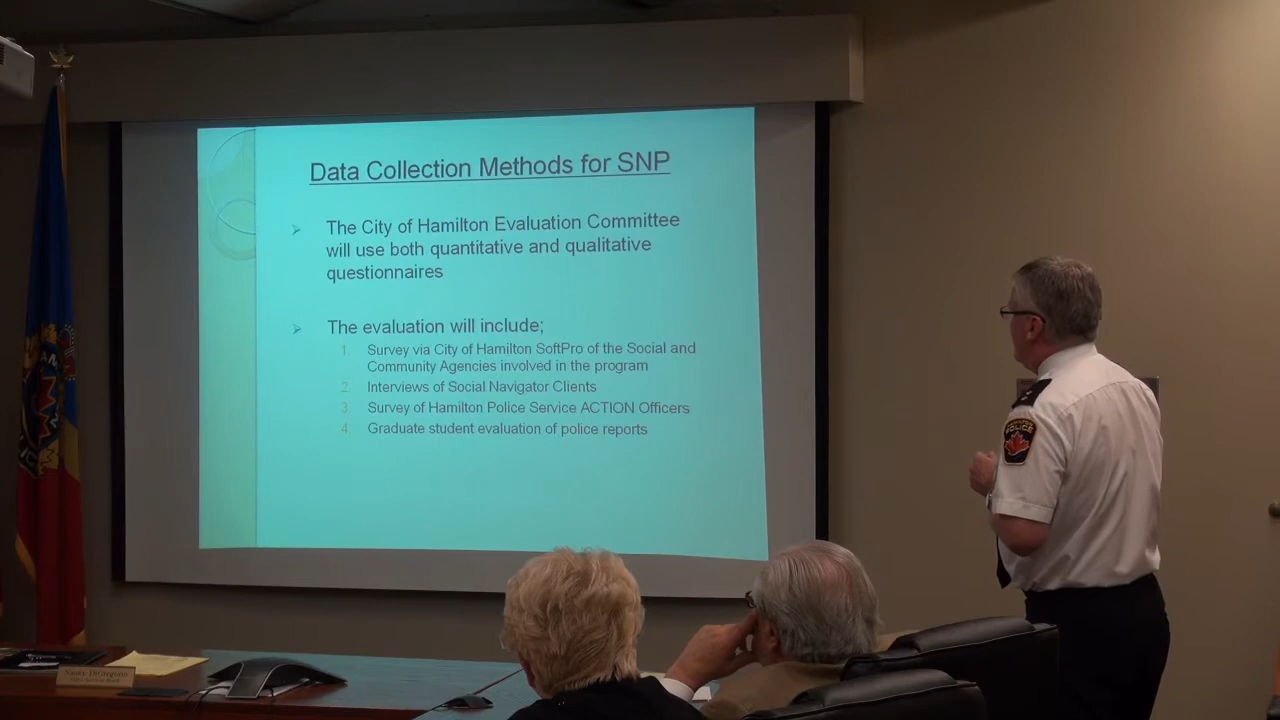 Data Collection Methods for SNP
The City of Hamilton Evaluation Committee
will use both quantitative and qualitative
questionnaires
The evaluation will include;
1. Survey via City of Hamilton SoftPro of the Social and
Community Agencies involved in the program
2. Interviews of Social Navigator Clients
3. Survey of Hamilton Police Service ACTION Officers
4. Graduate student evaluation of police reports
POLICE
Nancy DiGregorio